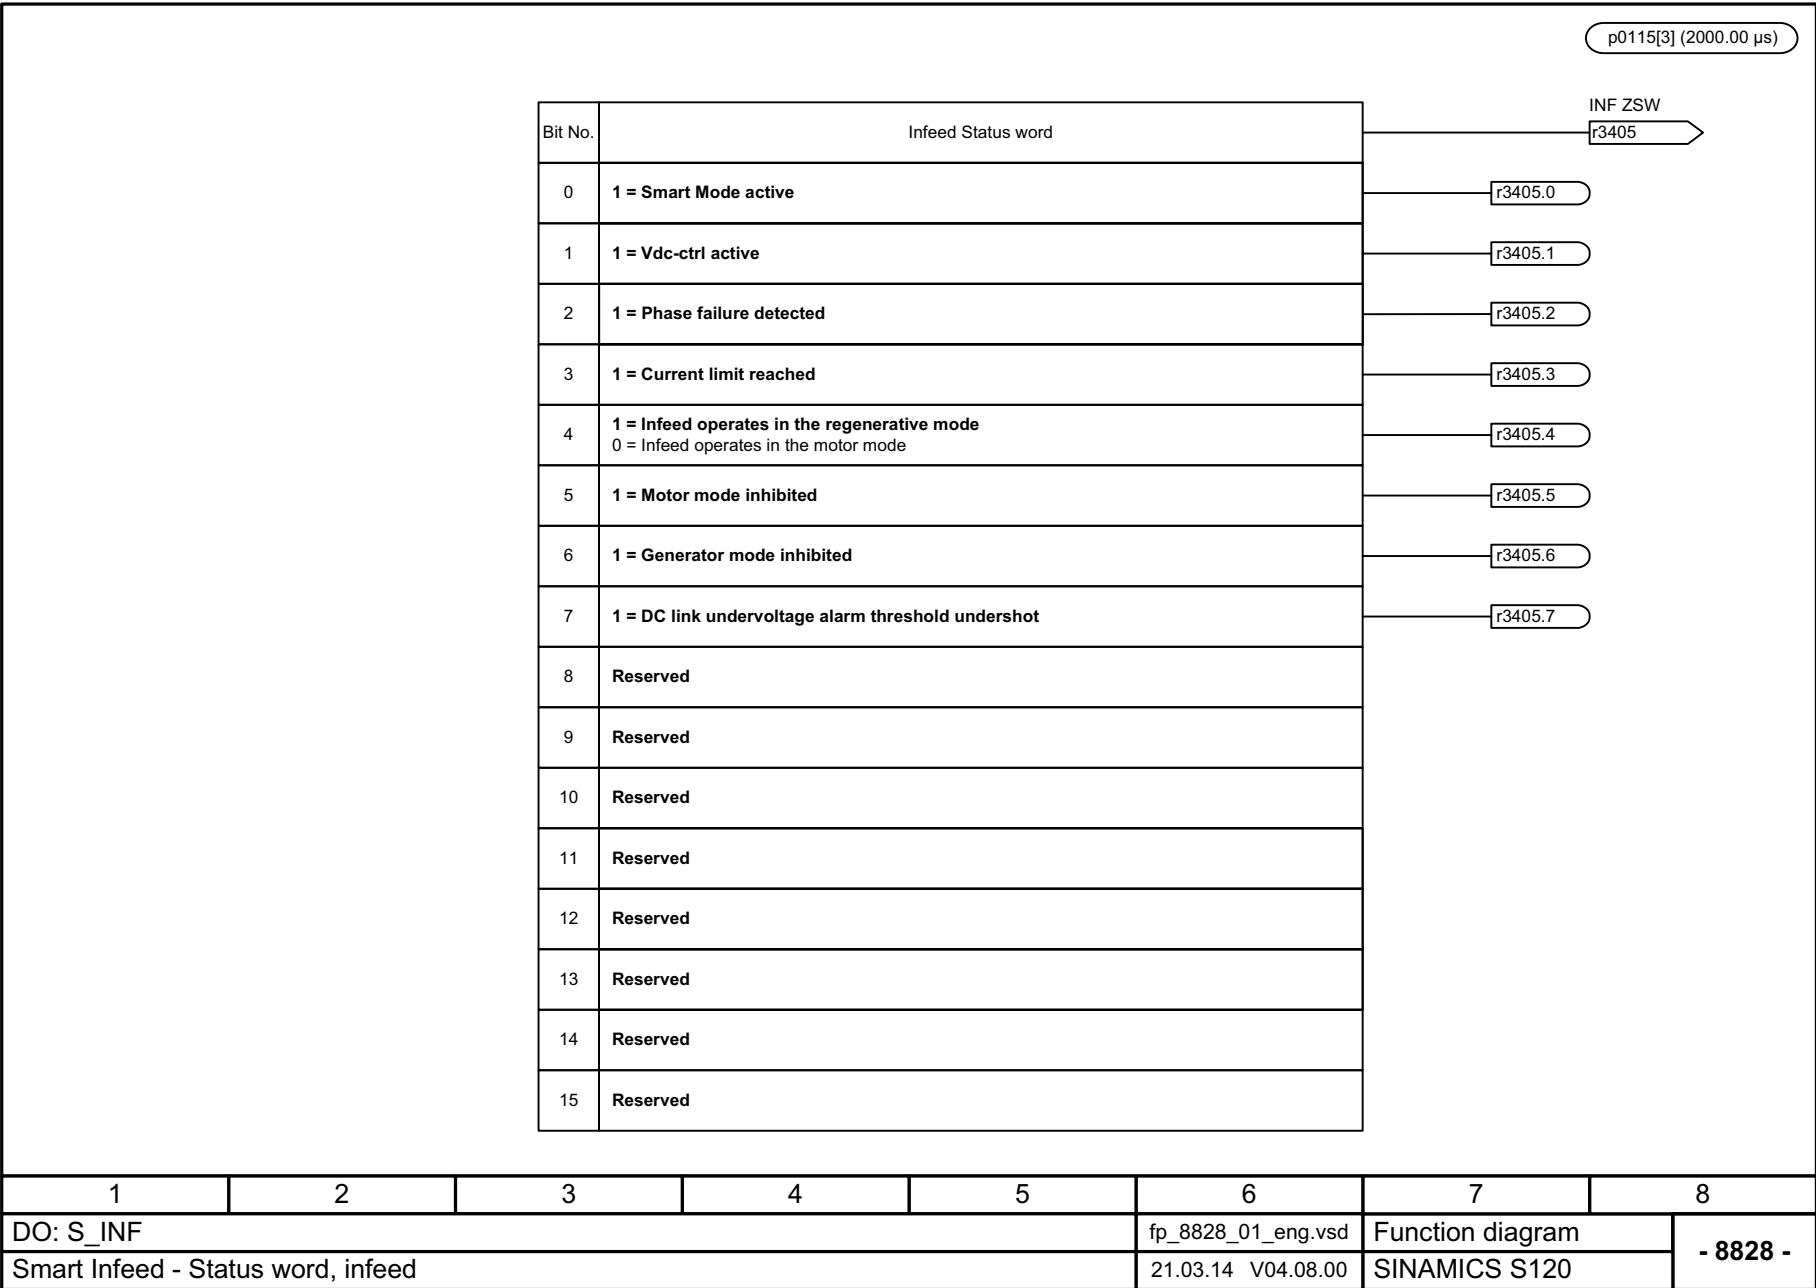 p0115[3] (2000.00 µs)
INF ZSW
Bit No. Infeed Status word r3405
0 1 = Smart Mode active r3405.0
1 1 = Vdc-ctrl active r3405.1
2 1 = Phase failure detected r3405.2
3 1 = Current limit reached r3405.3
4 1 = Infeed operates in the regenerative mode r3405.4
0 = Infeed operates in the motor mode
5 1 = Motor mode inhibited r3405.5
6 1 = Generator mode inhibited r3405.6
7 1 = DC link undervoltage alarm threshold undershot r3405.7
8 Reserved
9 Reserved
10 Reserved
11 Reserved
12 Reserved
13 Reserved
14 Reserved
15 Reserved
1 2 3 4 5 6 7 8
DO: S_INF fp_8828_01_eng.vsd Function diagram - 8828 -
Smart Infeed - Status word, infeed 21.03.14 V04.08.00 SINAMICS S120